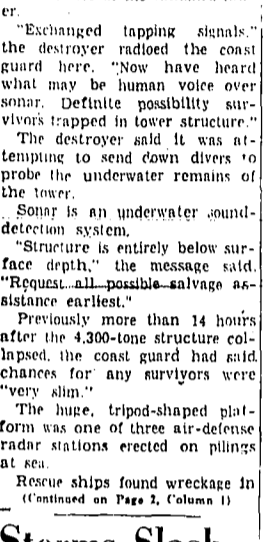 er.
"Exchanged tapping signals,"
the destroyer radioed the coast
guard here. "Now have heard
what may be human voice over
sonar. Definite possibility sur-
vivors trapped in tower structure."
The destroyer said it was at-
tempting to send down divers to
probe the underwater remains of
the tower.
Sonar is an underwater sound-
detection system.
"Structure is entirely below sur-
face depth," the message said.
"Request all possible salvage as-
sistance earliest."
Previously more than 14 hours
after the 4,300-tone structure col-
lapsed, the coast guard had said
chances for any survivors were
"very slim."
The huge, tripod-shaped plat-
form was one of three air-defense
radar stations erected on pilings
at sea.
Rescue ships found wreckage in
(Continued on Page 2, Column 1)